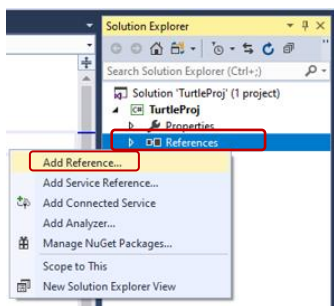 Solution Explorer
Search Solution Explorer (Ctrl+;)
Solution 'TurtleProj' (1 project)
C# TurtleProj
Properties
References
Add Reference...
Add Service Reference...
Add Connected Service
Add Analyzer...
Manage NuGet Packages...
Scope to This
New Solution Explorer View